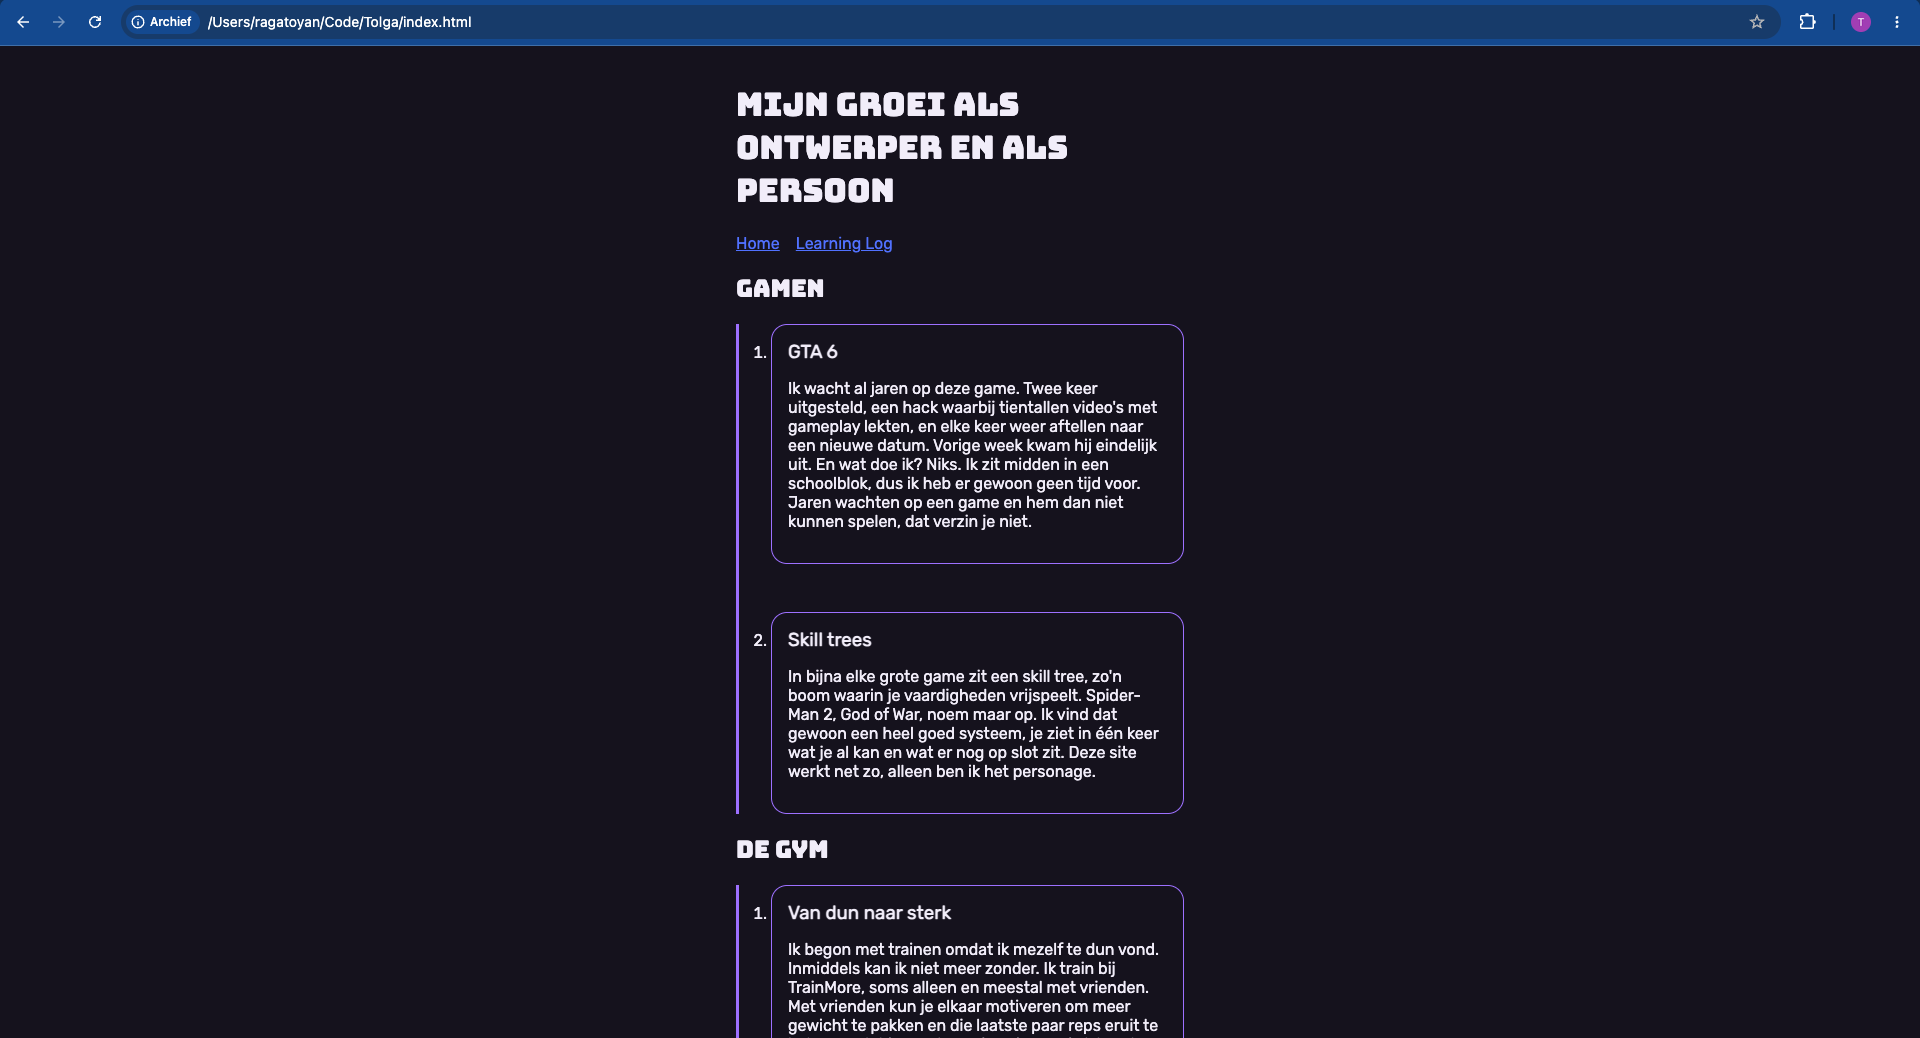 Archief /Users/ragatoyan/Code/Tolga/index.html
T
MIJN GROEI ALS
ONTWERPER EN ALS
PERSOON
Home Learning Log
GAMEN
1. GTA 6
Ik wacht al jaren op deze game. Twee keer
uitgesteld, een hack waarbij tientallen video's met
gameplay lekten, en elke keer weer aftellen naar
een nieuwe datum. Vorige week kwam hij eindelijk
uit. En wat doe ik? Niks. Ik zit midden in een
schoolblok, dus ik heb er gewoon geen tijd voor.
Jaren wachten op een game en hem dan niet
kunnen spelen, dat verzin je niet.
2. Skill trees
In bijna elke grote game zit een skill tree, zo'n
boom waarin je vaardigheden vrijspeelt. Spider-
Man 2, God of War, noem maar op. Ik vind dat
gewoon een heel goed systeem, je ziet in één keer
wat je al kan en wat er nog op slot zit. Deze site
werkt net zo, alleen ben ik het personage.
DE GYM
1. Van dun naar sterk
Ik begon met trainen omdat ik mezelf te dun vond.
Inmiddels kan ik niet meer zonder. Ik train bij
TrainMore, soms alleen en meestal met vrienden.
Met vrienden kun je elkaar motiveren om meer
gewicht te pakken en die laatste paar reps eruit te